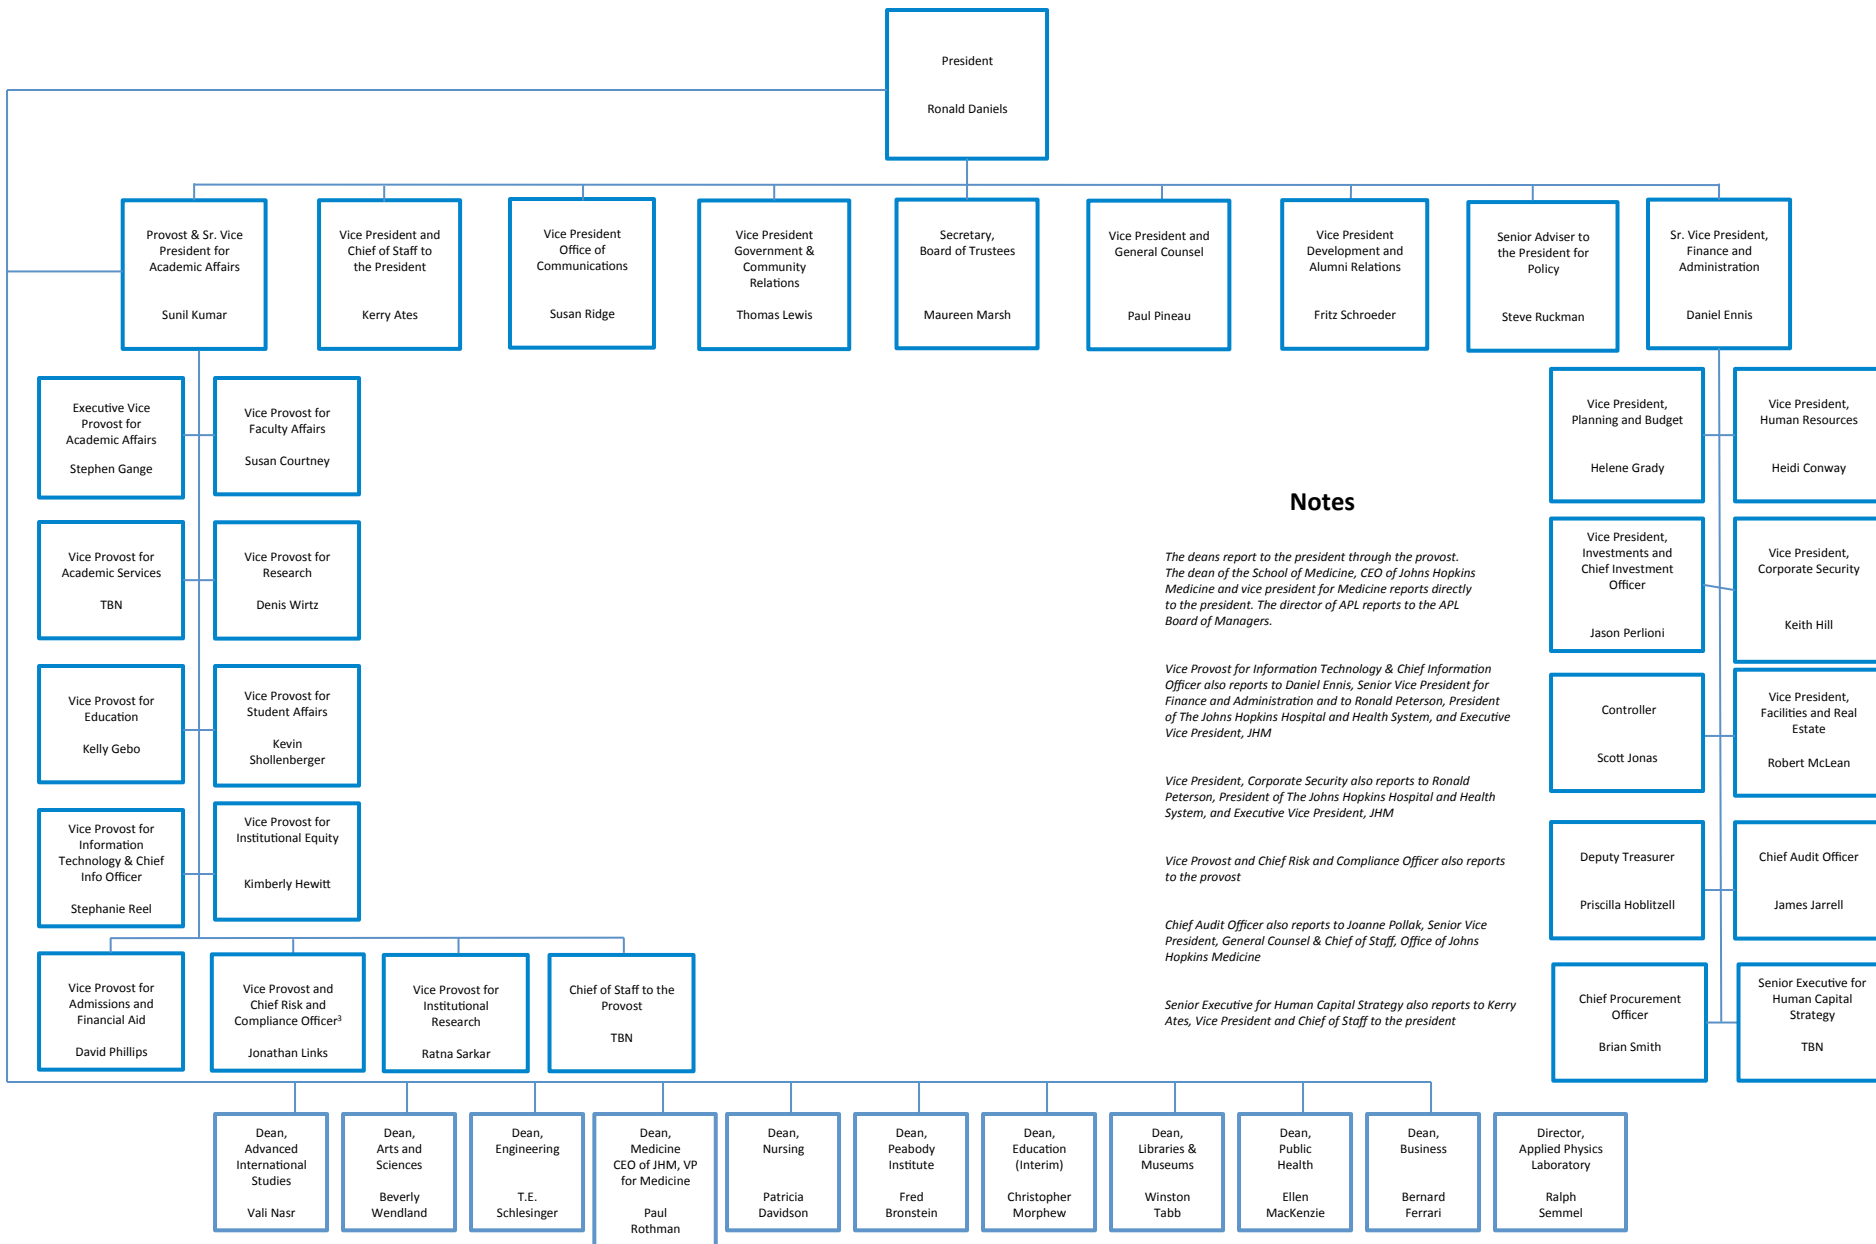 President
Ronald Daniels
Provost & Sr. Vice
President for
Academic Affairs
Sunil Kumar
Vice President and
Chief of Staff to
the President
Kerry Ates
Vice President
Office of
Communications
Susan Ridge
Vice President
Government &
Community
Relations
Thomas Lewis
Secretary,
Board of Trustees
Maureen Marsh
Vice President and
General Counsel
Paul Pineau
Vice President
Development and
Alumni Relations
Fritz Schroeder
Senior Adviser to
the President for
Policy
Steve Ruckman
Sr. Vice President,
Finance and
Administration
Daniel Ennis
Executive Vice
Provost for
Academic Affairs
Stephen Gange
Vice Provost for
Faculty Affairs
Susan Courtney
Vice Provost for
Academic Services
TBN
Vice Provost for
Research
Denis Wirtz
Vice Provost for
Education
Kelly Gebo
Vice Provost for
Student Affairs
Kevin
Shollenberger
Vice Provost for
Information
Technology & Chief
Info Officer
Stephanie Reel
Vice Provost for
Institutional Equity
Kimberly Hewitt
Vice Provost for
Admissions and
Financial Aid
David Phillips
Vice Provost and
Chief Risk and
Compliance Officer³
Jonathan Links
Vice Provost for
Institutional
Research
Ratna Sarkar
Chief of Staff to the
Provost
TBN
Notes
The deans report to the president through the provost.
The dean of the School of Medicine, CEO of Johns Hopkins
Medicine and vice president for Medicine reports directly
to the president. The director of APL reports to the APL
Board of Managers.
Vice Provost for Information Technology & Chief Information
Officer also reports to Daniel Ennis, Senior Vice President for
Finance and Administration and to Ronald Peterson, President
of The Johns Hopkins Hospital and Health System, and Executive
Vice President, JHM
Vice President, Corporate Security also reports to Ronald
Peterson, President of The Johns Hopkins Hospital and Health
System, and Executive Vice President, JHM
Vice Provost and Chief Risk and Compliance Officer also reports
to the provost
Chief Audit Officer also reports to Joanne Pollak, Senior Vice
President, General Counsel & Chief of Staff, Office of Johns
Hopkins Medicine
Senior Executive for Human Capital Strategy also reports to Kerry
Ates, Vice President and Chief of Staff to the president
Vice President,
Planning and Budget
Helene Grady
Vice President,
Human Resources
Heidi Conway
Vice President,
Investments and
Chief Investment
Officer
Jason Perlioni
Vice President,
Corporate Security
Keith Hill
Controller
Scott Jonas
Vice President,
Facilities and Real
Estate
Robert McLean
Deputy Treasurer
Priscilla Hoblitzell
Chief Audit Officer
James Jarrell
Chief Procurement
Officer
Brian Smith
Senior Executive for
Human Capital
Strategy
TBN
Dean,
Advanced
International
Studies
Vali Nasr
Dean,
Arts and
Sciences
Beverly
Wendland
Dean,
Engineering
T.E.
Schlesinger
Dean,
Medicine
CEO of JHM, VP
for Medicine
Paul
Rothman
Dean,
Nursing
Patricia
Davidson
Dean,
Peabody
Institute
Fred
Bronstein
Dean,
Education
(Interim)
Christopher
Morphew
Dean,
Libraries &
Museums
Winston
Tabb
Dean,
Public
Health
Ellen
MacKenzie
Dean,
Business
Bernard
Ferrari
Director,
Applied Physics
Laboratory
Ralph
Semmel